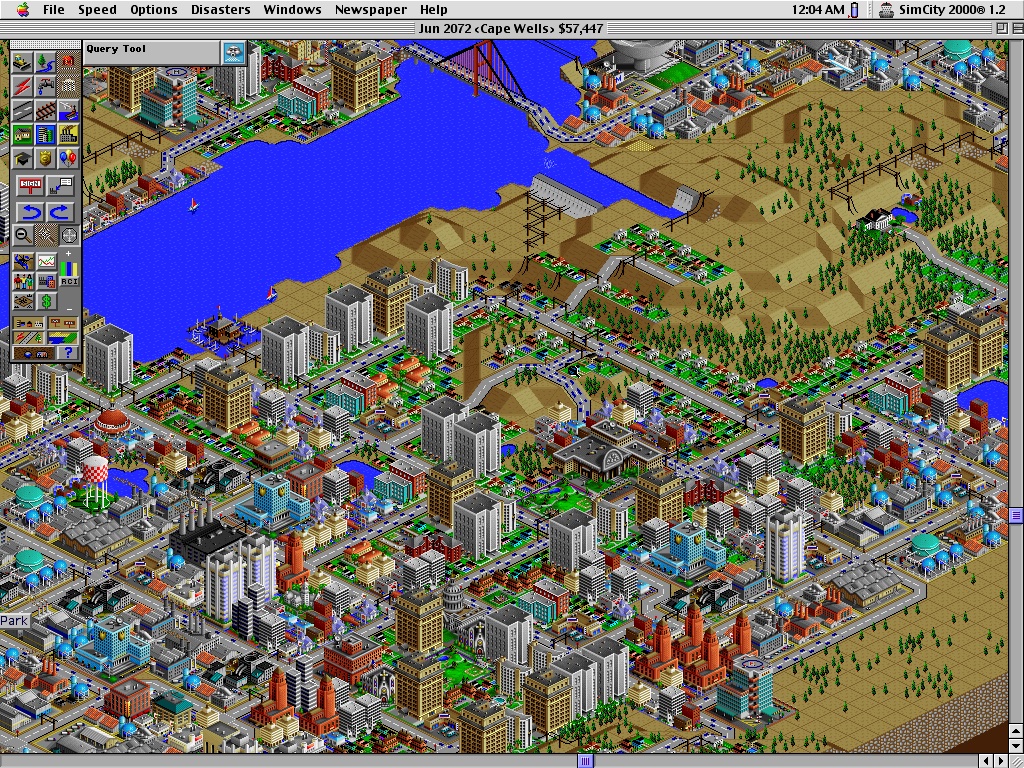 File Speed Options Disasters Windows Newspaper Help 12:04 AM SimCity 2000® 1.2
Jun 2072 <Cape Wells> $57,447
Query Tool
SIGN
RCI
?
M
Park